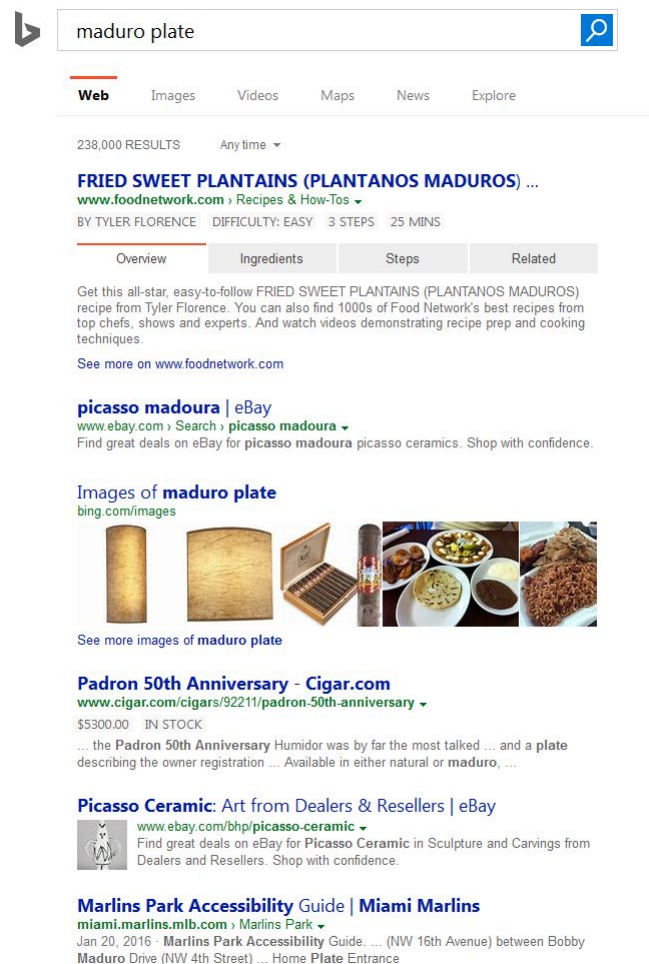 maduro plate
Web Images Videos Maps News Explore
238,000 RESULTS Any time
FRIED SWEET PLANTAINS (PLANTANOS MADUROS) ...
www.foodnetwork.com › Recipes & How-Tos
BY TYLER FLORENCE DIFFICULTY: EASY 3 STEPS 25 MINS
Overview Ingredients Steps Related
Get this all-star, easy-to-follow FRIED SWEET PLANTAINS (PLANTANOS MADUROS)
recipe from Tyler Florence. You can also find 1000s of Food Network's best recipes from
top chefs, shows and experts. And watch videos demonstrating recipe prep and cooking
techniques.
See more on www.foodnetwork.com
picasso madoura | eBay
www.ebay.com › Search › picasso madoura
Find great deals on eBay for picasso madoura picasso ceramics. Shop with confidence.
Images of maduro plate
bing.com/images
See more images of maduro plate
Padron 50th Anniversary - Cigar.com
www.cigar.com/cigars/92211/padron-50th-anniversary
$5300.00 IN STOCK
... the Padron 50th Anniversary Humidor was by far the most talked ... and a plate
describing the owner registration ... Available in either natural or maduro, ...
Picasso Ceramic: Art from Dealers & Resellers | eBay
www.ebay.com/bhp/picasso-ceramic
Find great deals on eBay for Picasso Ceramic in Sculpture and Carvings from
Dealers and Resellers. Shop with confidence.
Marlins Park Accessibility Guide | Miami Marlins
miami.marlins.mlb.com › Marlins Park
Jan 20, 2016 · Marlins Park Accessibility Guide. ... (NW 16th Avenue) between Bobby
Maduro Drive (NW 4th Street) ... Home Plate Entrance